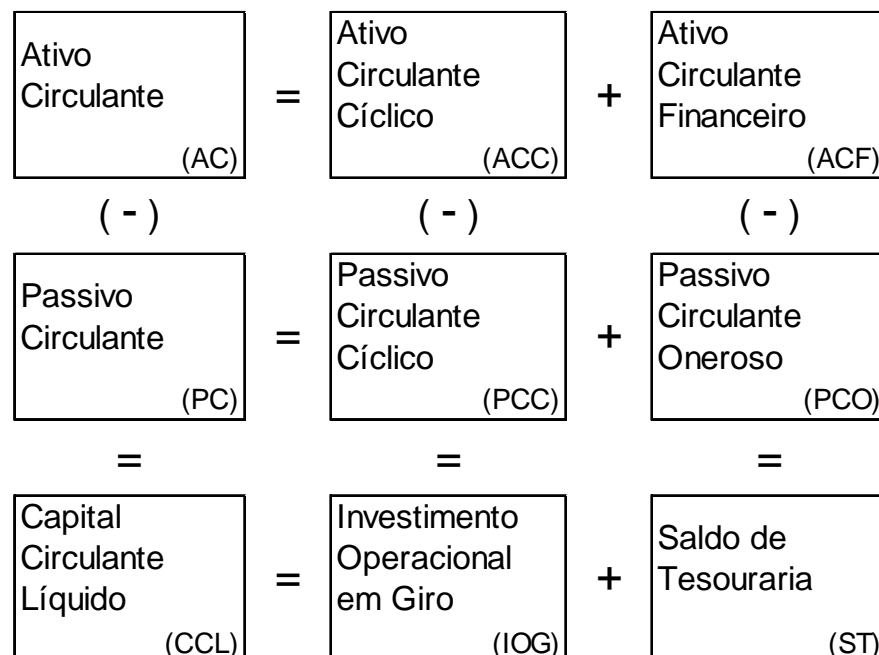 Ativo
Circulante
(AC)
=
Ativo
Circulante
Cíclico
(ACC)
+
Ativo
Circulante
Financeiro
(ACF)
(-)
(-)
(-)
Passivo
Circulante
(PC)
=
Passivo
Circulante
Cíclico
(PCC)
+
Passivo
Circulante
Oneroso
(PCO)
=
=
=
Capital
Circulante
Líquido
(CCL)
=
Investimento
Operacional
em Giro
(IOG)
+
Saldo de
Tesouraria
(ST)